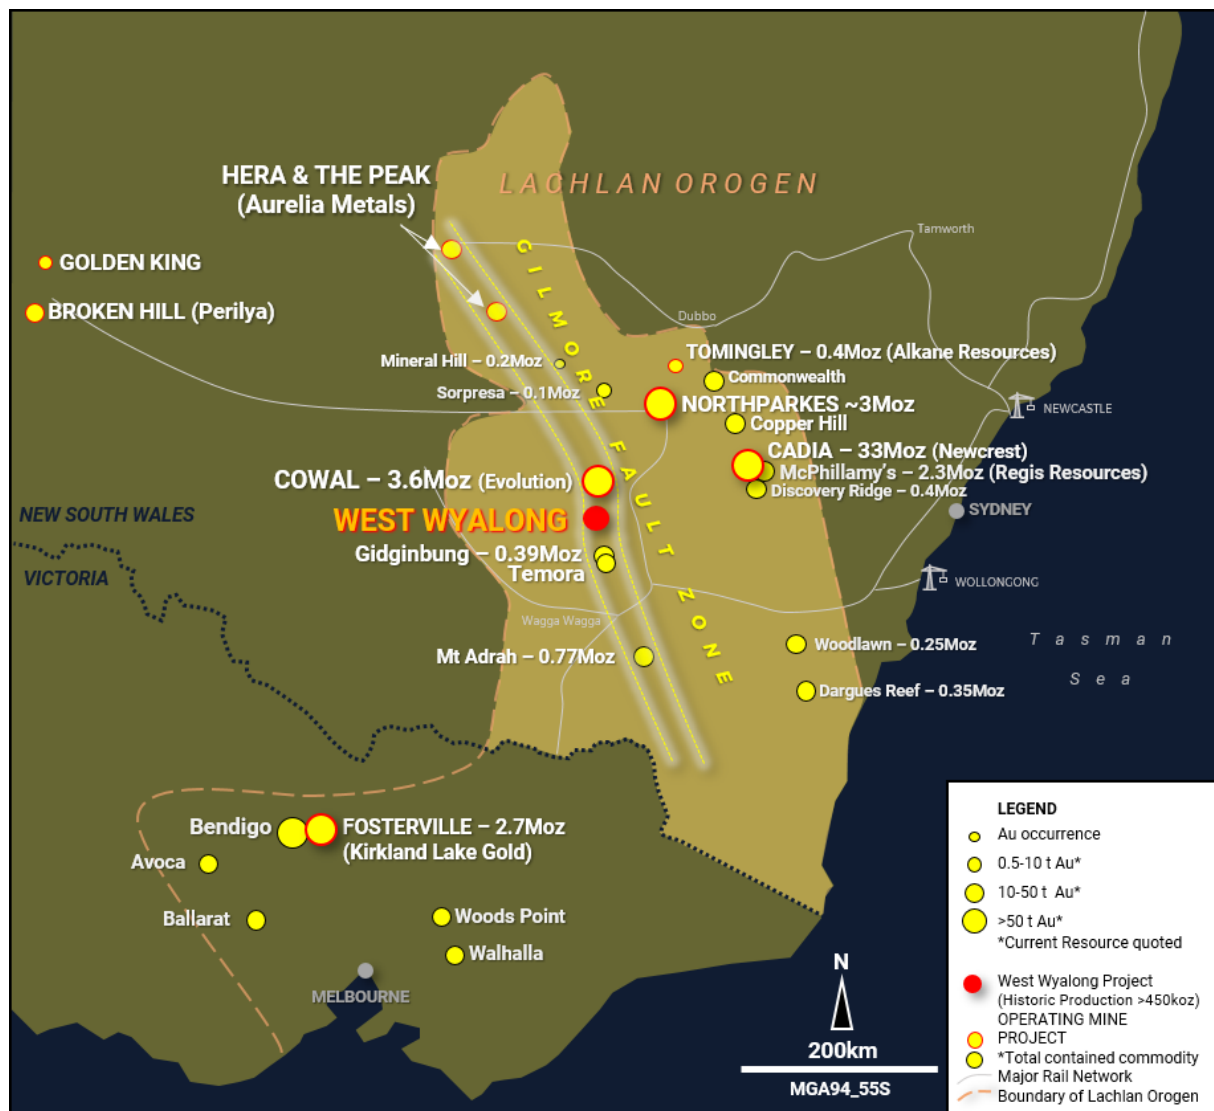 LACHLAN OROGEN
HERA & THE PEAK
(Aurelia Metals)
GILMORE FAULT ZONE
Tamworth
GOLDEN KING
BROKEN HILL (Perilya)
Dubbo
Mineral Hill – 0.2Moz
TOMINGLEY – 0.4Moz (Alkane Resources)
Commonwealth
Sorpresa – 0.1Moz
NORTHPARKES ~3Moz
NEWCASTLE
Copper Hill
CADIA – 33Moz (Newcrest)
McPhillamy's – 2.3Moz (Regis Resources)
Discovery Ridge – 0.4Moz
COWAL – 3.6Moz (Evolution)
SYDNEY
NEW SOUTH WALES
WEST WYALONG
VICTORIA
Gidginbung – 0.39Moz
Temora
WOLLONGONG
Wagga Wagga
Tasman
Sea
Woodlawn – 0.25Moz
Mt Adrah – 0.77Moz
Dargues Reef – 0.35Moz
Bendigo
FOSTERVILLE – 2.7Moz
(Kirkland Lake Gold)
Avoca
Ballarat
Woods Point
Walhalla
MELBOURNE
N
200km
MGA94_55S
LEGEND
Au occurrence
0.5-10 t Au*
10-50 t Au*
>50 t Au*
*Current Resource quoted
West Wyalong Project
(Historic Production >450koz)
OPERATING MINE
PROJECT
*Total contained commodity
Major Rail Network
Boundary of Lachlan Orogen